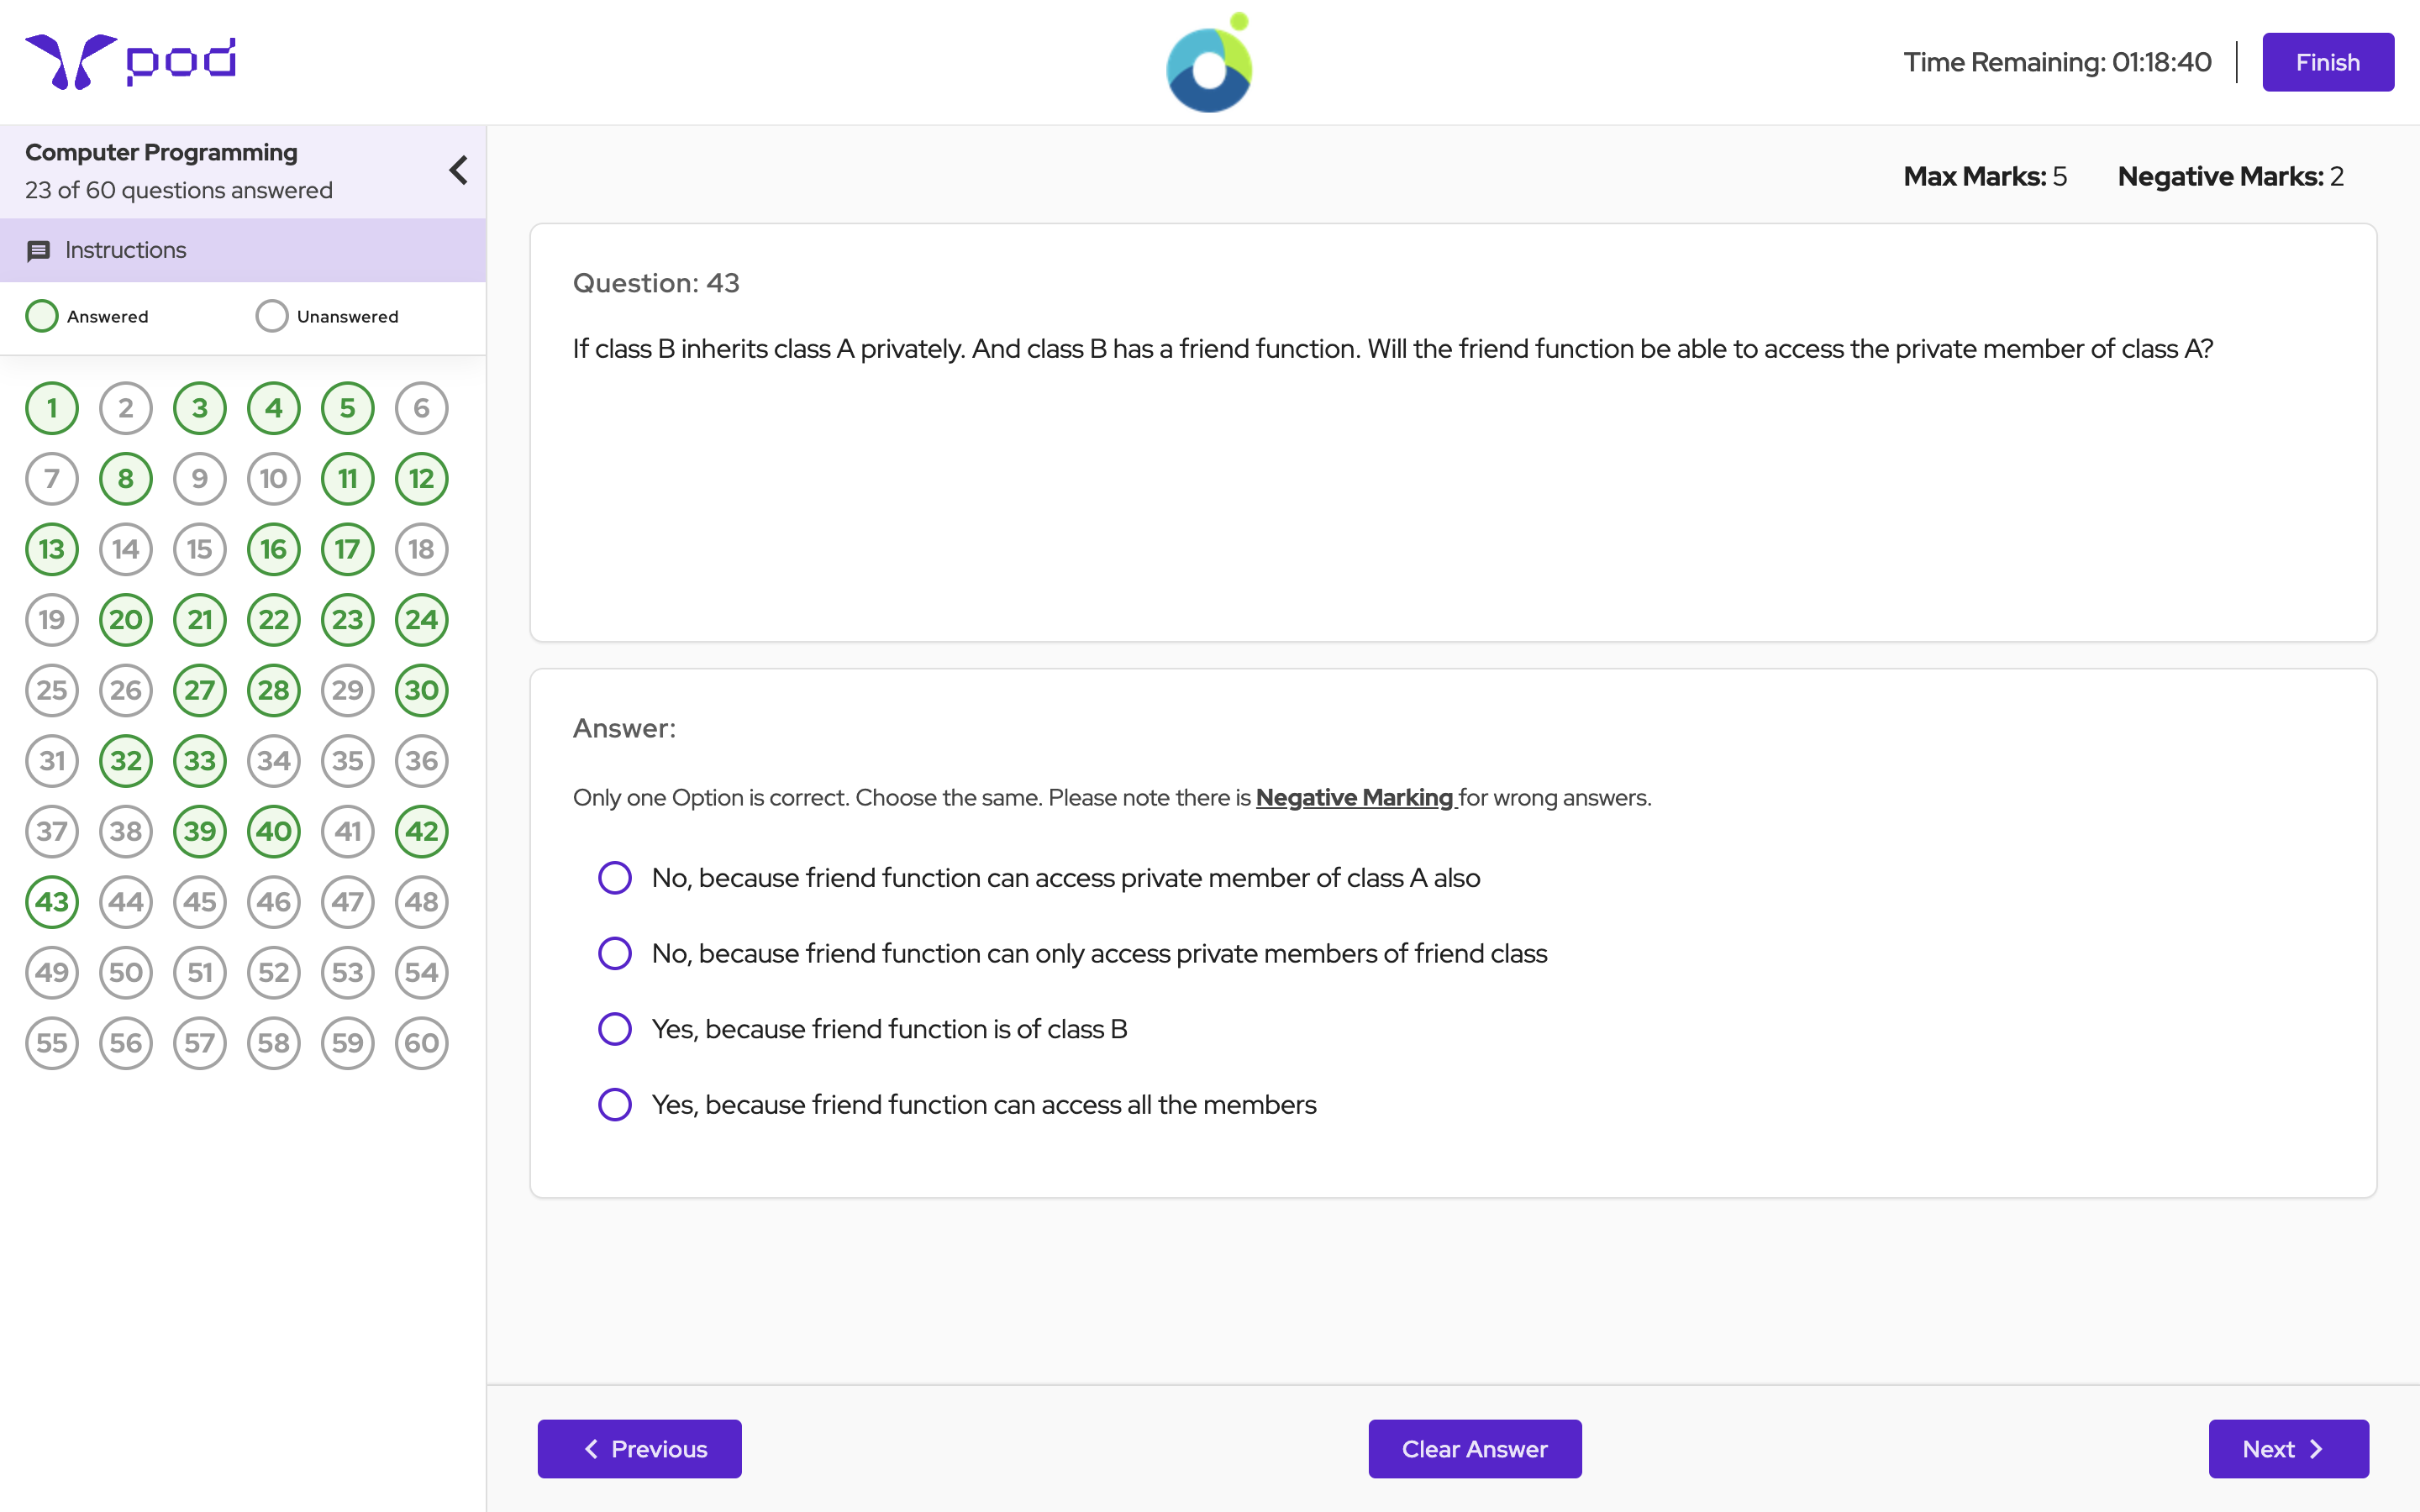 pod
Time Remaining: 01:18:40
Finish
Computer Programming
23 of 60 questions answered
Instructions
Answered Unanswered
1 2 3 4 5 6
7 8 9 10 11 12
13 14 15 16 17 18
19 20 21 22 23 24
25 26 27 28 29 30
31 32 33 34 35 36
37 38 39 40 41 42
43 44 45 46 47 48
49 50 51 52 53 54
55 56 57 58 59 60
Max Marks: 5 Negative Marks: 2
Question: 43
If class B inherits class A privately. And class B has a friend function. Will the friend function be able to access the private member of class A?
Answer:
Only one Option is correct. Choose the same. Please note there is Negative Marking for wrong answers.
No, because friend function can access private member of class A also
No, because friend function can only access private members of friend class
Yes, because friend function is of class B
Yes, because friend function can access all the members
Previous
Clear Answer
Next